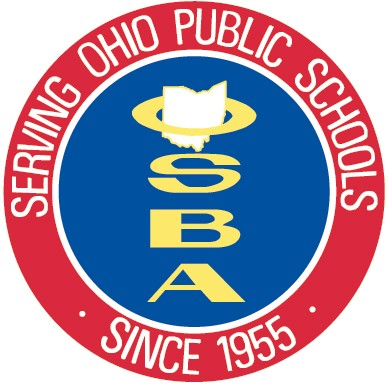 SERVING OHIO PUBLIC SCHOOLS
O
S
B
A
· SINCE 1955 ·